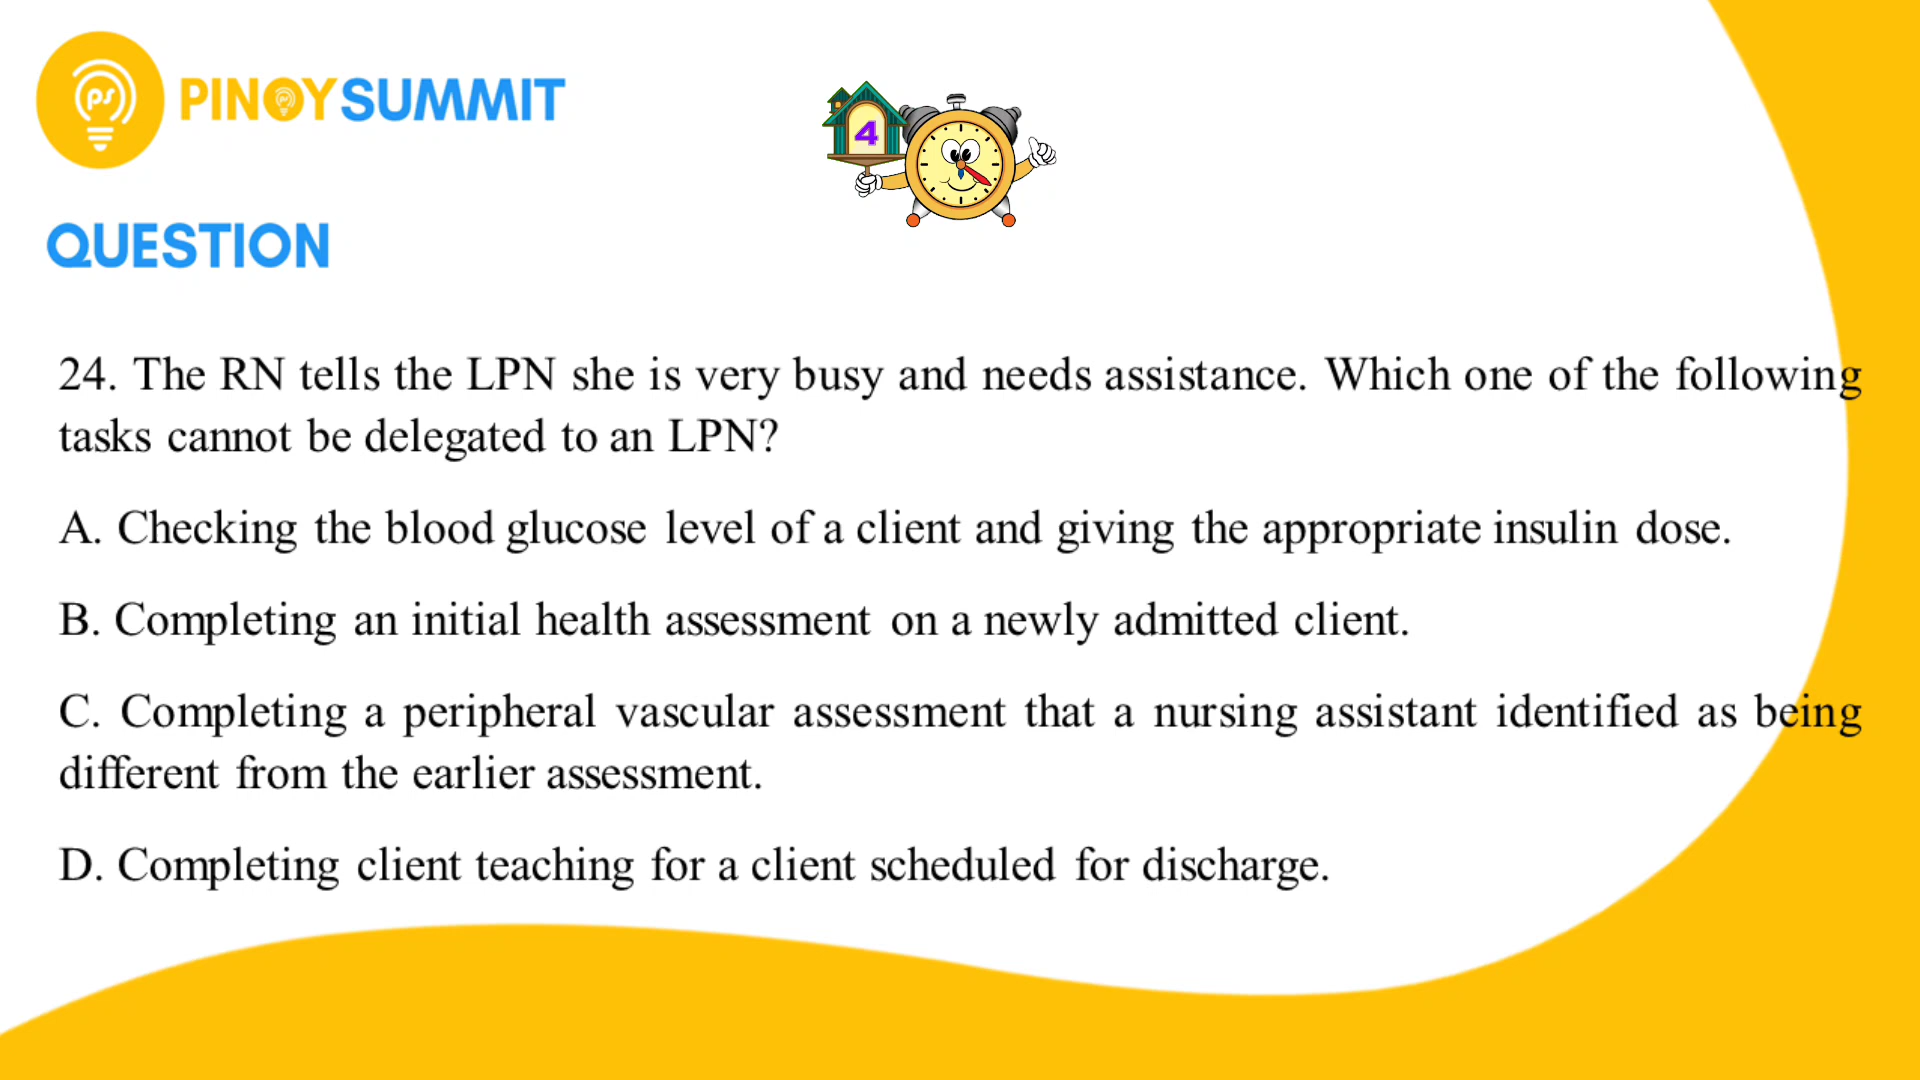 ps PINOYSUMMIT
4
QUESTION
24. The RN tells the LPN she is very busy and needs assistance. Which one of the following
tasks cannot be delegated to an LPN?
A. Checking the blood glucose level of a client and giving the appropriate insulin dose.
B. Completing an initial health assessment on a newly admitted client.
C. Completing a peripheral vascular assessment that a nursing assistant identified as being
different from the earlier assessment.
D. Completing client teaching for a client scheduled for discharge.